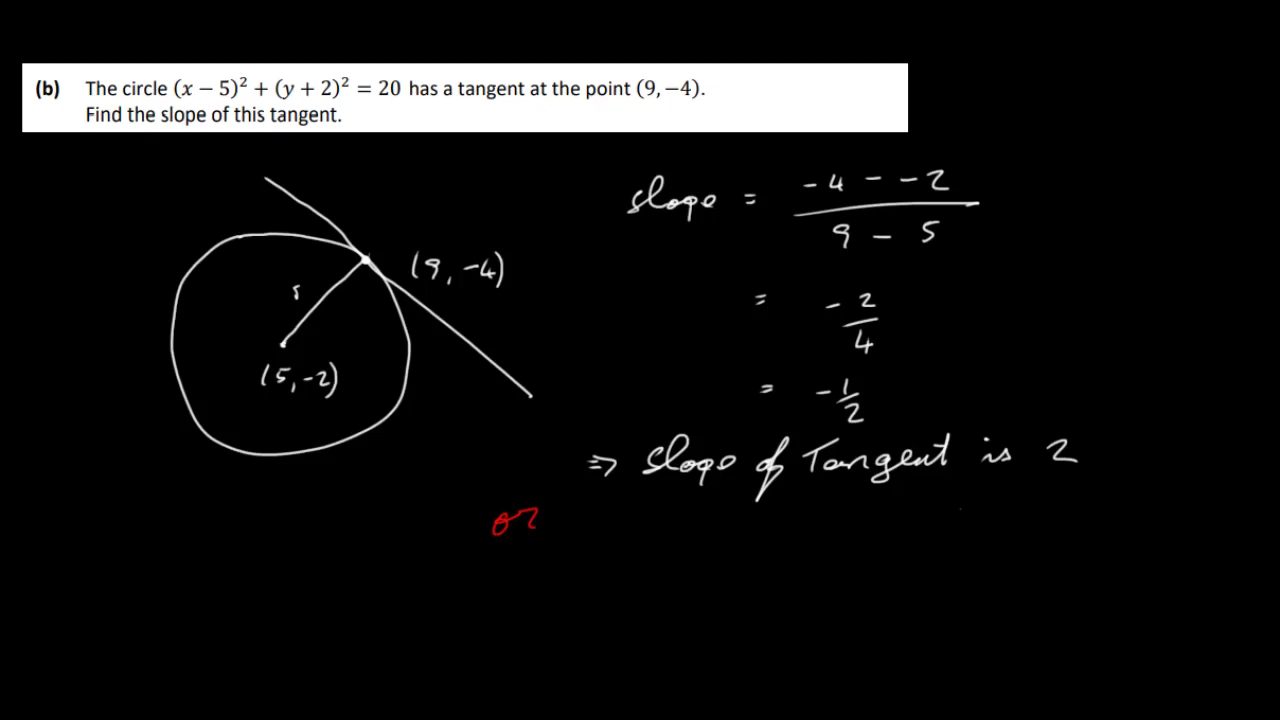 (b) The circle (x − 5)² + (y + 2)² = 20 has a tangent at the point (9, −4).
Find the slope of this tangent.
slope = -4 - -2 / 9 - 5
(9, -4)
r
= -2/4
(5, -2)
= -1/2
⇒ slope of Tangent is 2
or